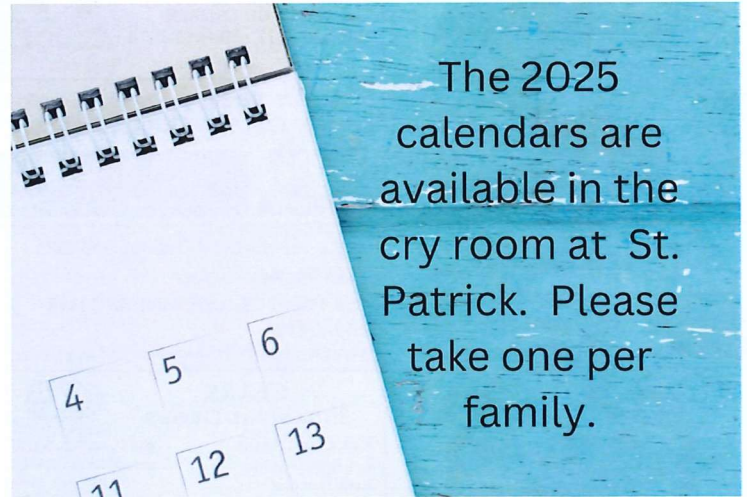 The 2025
calendars are
available in the
cry room at St.
Patrick. Please
take one per
family.
4 5 6
11 12 13